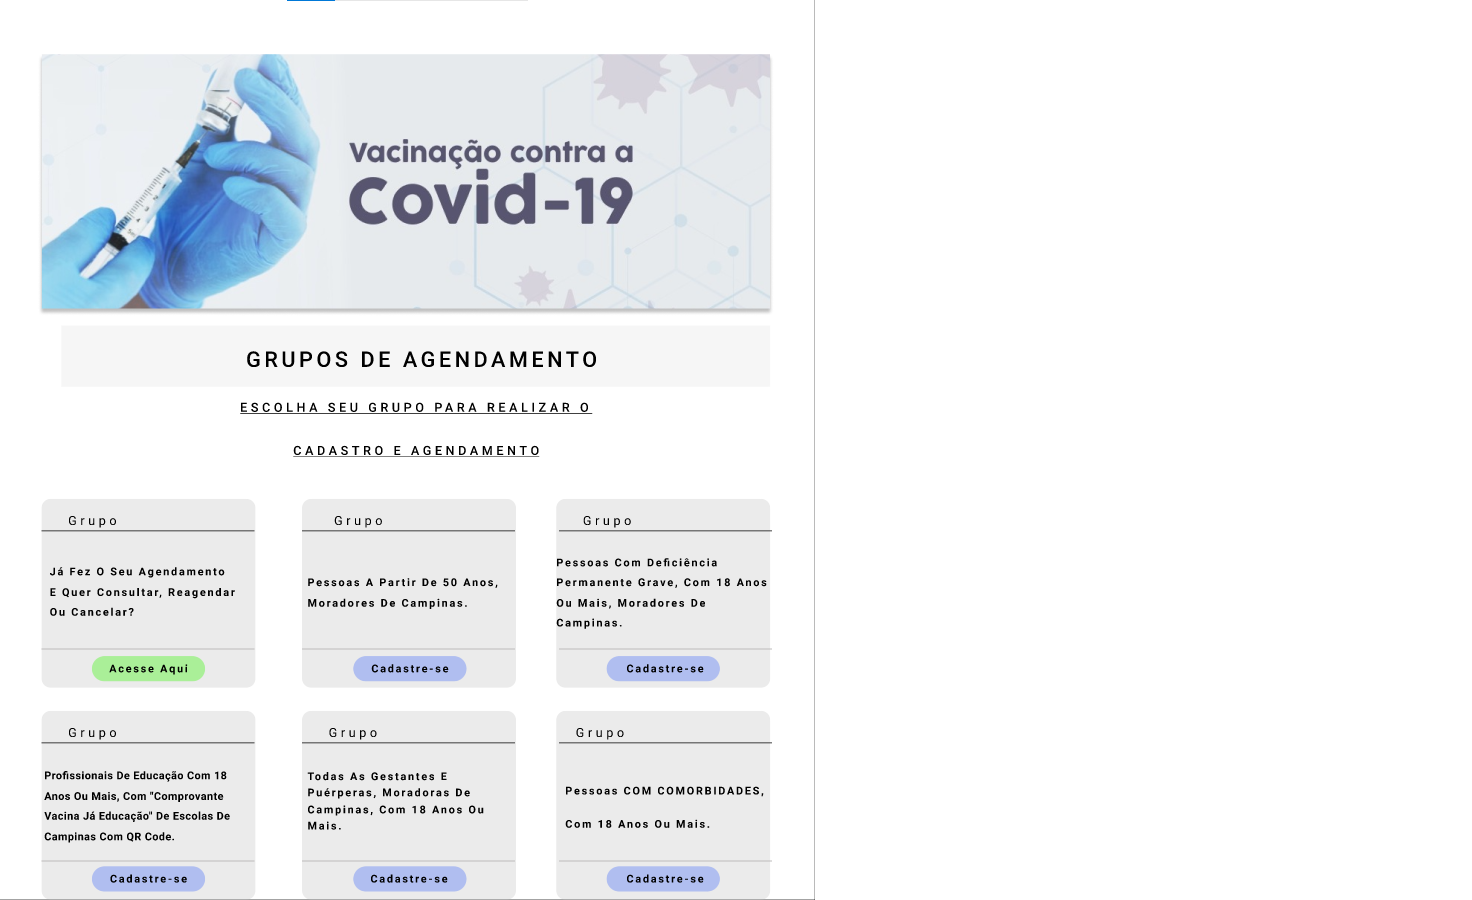 Vacinação contra a
Covid-19
GRUPOS DE AGENDAMENTO
ESCOLHA SEU GRUPO PARA REALIZAR O
CADASTRO E AGENDAMENTO
Grupo
Já Fez O Seu Agendamento
E Quer Consultar, Reagendar
Ou Cancelar?
Acesse Aqui
Grupo
Pessoas A Partir De 50 Anos,
Moradores De Campinas.
Cadastre-se
Grupo
Pessoas Com Deficiência
Permanente Grave, Com 18 Anos
Ou Mais, Moradores De
Campinas.
Cadastre-se
Grupo
Profissionais De Educação Com 18
Anos Ou Mais, Com "Comprovante
Vacina Já Educação" De Escolas De
Campinas Com QR Code.
Cadastre-se
Grupo
Todas As Gestantes E
Puérperas, Moradoras De
Campinas, Com 18 Anos Ou
Mais.
Cadastre-se
Grupo
Pessoas COM COMORBIDADES,
Com 18 Anos Ou Mais.
Cadastre-se